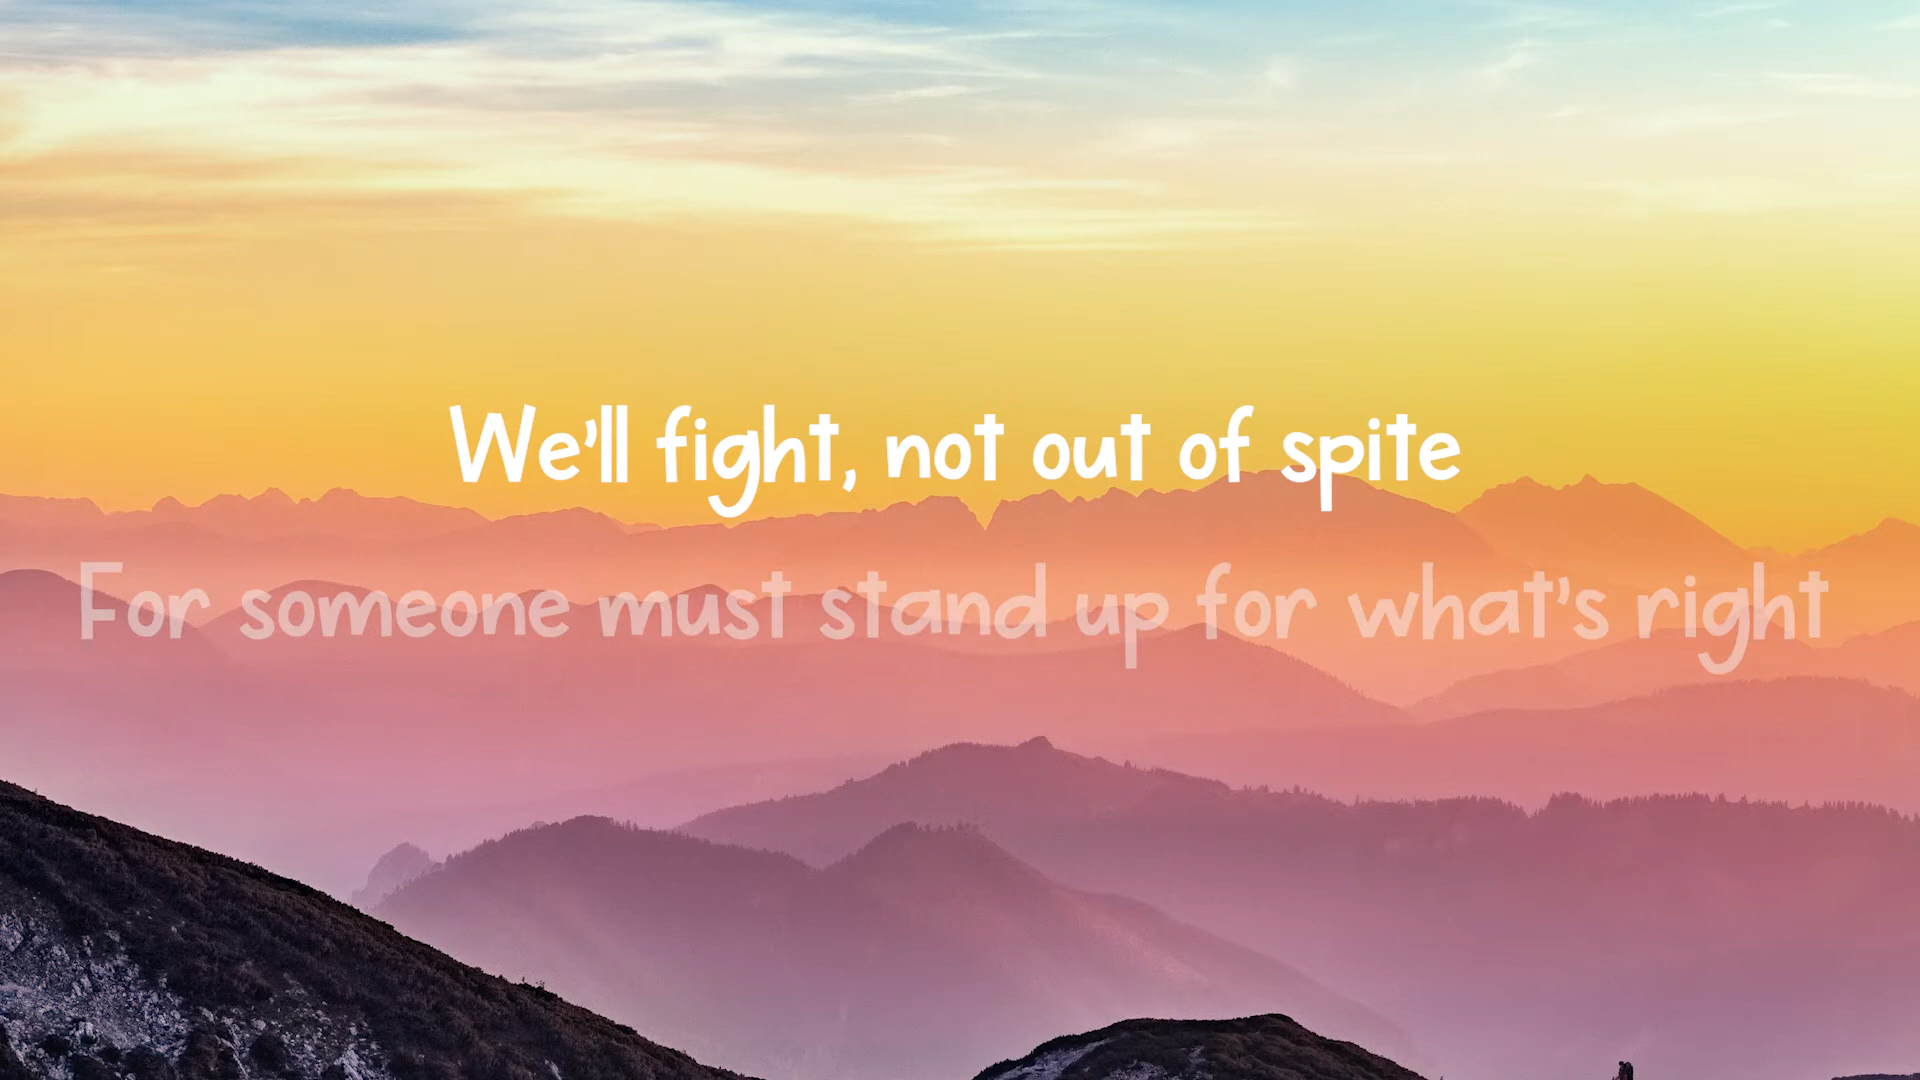 We'll fight, not out of spite
For someone must stand up for what's right